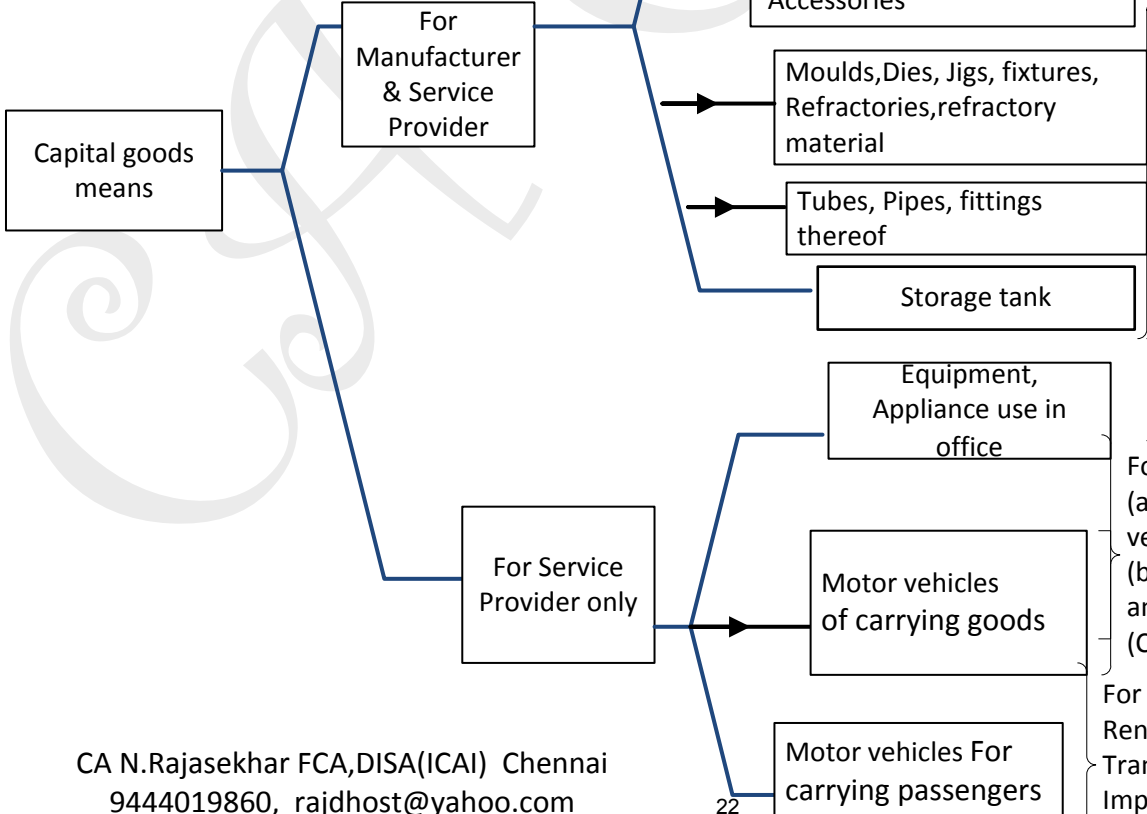 Accessories
For
Manufacturer
& Service
Provider
Moulds,Dies, Jigs, fixtures,
Refractories,refractory
material
Capital goods
means
Tubes, Pipes, fittings
thereof
Storage tank
Equipment,
Appliance use in
office
For Service
Provider only
Motor vehicles
of carrying goods
(a
(b
(C
For
Motor vehicles For
carrying passengers
CA N.Rajasekhar FCA,DISA(ICAI) Chennai
9444019860, rajdhost@yahoo.com
22